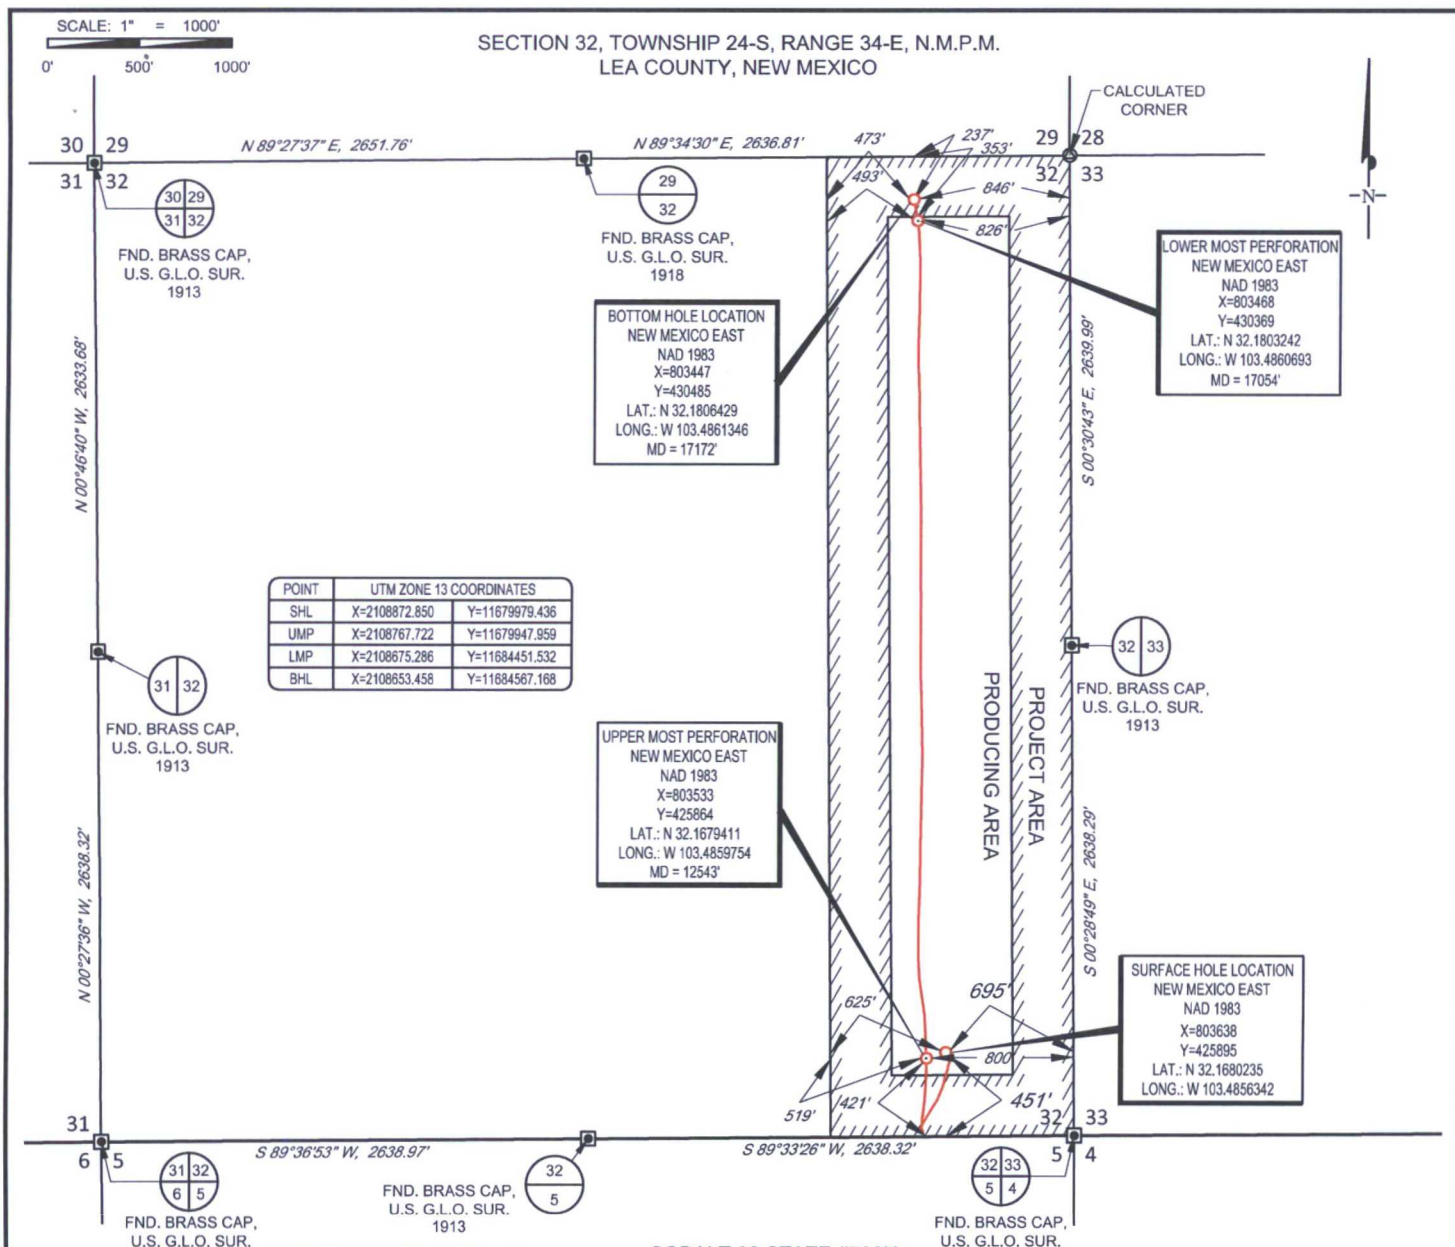 SCALE: 1" = 1000'
0' 500' 1000'
SECTION 32, TOWNSHIP 24-S, RANGE 34-E, N.M.P.M.
LEA COUNTY, NEW MEXICO
CALCULATED
CORNER
30 29
31 32
N 89°27'37" E, 2651.76'
N 89°34'30" E, 2636.81'
473'
237'
353'
493'
846'
826'
29 28
32 33
-N-
30 29
31 32
FND. BRASS CAP,
U.S. G.L.O. SUR.
1913
29
32
FND. BRASS CAP,
U.S. G.L.O. SUR.
1918
LOWER MOST PERFORATION
NEW MEXICO EAST
NAD 1983
X=803468
Y=430369
LAT.: N 32.1803242
LONG.: W 103.4860693
MD = 17054'
BOTTOM HOLE LOCATION
NEW MEXICO EAST
NAD 1983
X=803447
Y=430485
LAT.: N 32.1806429
LONG.: W 103.4861346
MD = 17172'
N 00°46'40" W, 2633.68'
S 00°30'43" E, 2639.99'
POINT UTM ZONE 13 COORDINATES
SHL X=2108872.850 Y=11679979.436
UMP X=2108767.722 Y=11679947.959
LMP X=2108675.286 Y=11684451.532
BHL X=2108653.458 Y=11684567.168
31 32
FND. BRASS CAP,
U.S. G.L.O. SUR.
1913
32 33
FND. BRASS CAP,
U.S. G.L.O. SUR.
1913
PRODUCING AREA
PROJECT AREA
UPPER MOST PERFORATION
NEW MEXICO EAST
NAD 1983
X=803533
Y=425864
LAT.: N 32.1679411
LONG.: W 103.4859754
MD = 12543'
N 00°27'36" W, 2638.32'
S 00°28'49" E, 2638.29'
SURFACE HOLE LOCATION
NEW MEXICO EAST
NAD 1983
X=803638
Y=425895
LAT.: N 32.1680235
LONG.: W 103.4856342
625'
695'
800'
519'
421'
451'
31
6 5
32 33
5 4
S 89°36'53" W, 2638.97'
S 89°33'26" W, 2638.32'
31 32
6 5
FND. BRASS CAP,
U.S. G.L.O. SUR.
32
5
FND. BRASS CAP,
U.S. G.L.O. SUR.
1913
32 33
5 4
FND. BRASS CAP,
U.S. G.L.O. SUR.